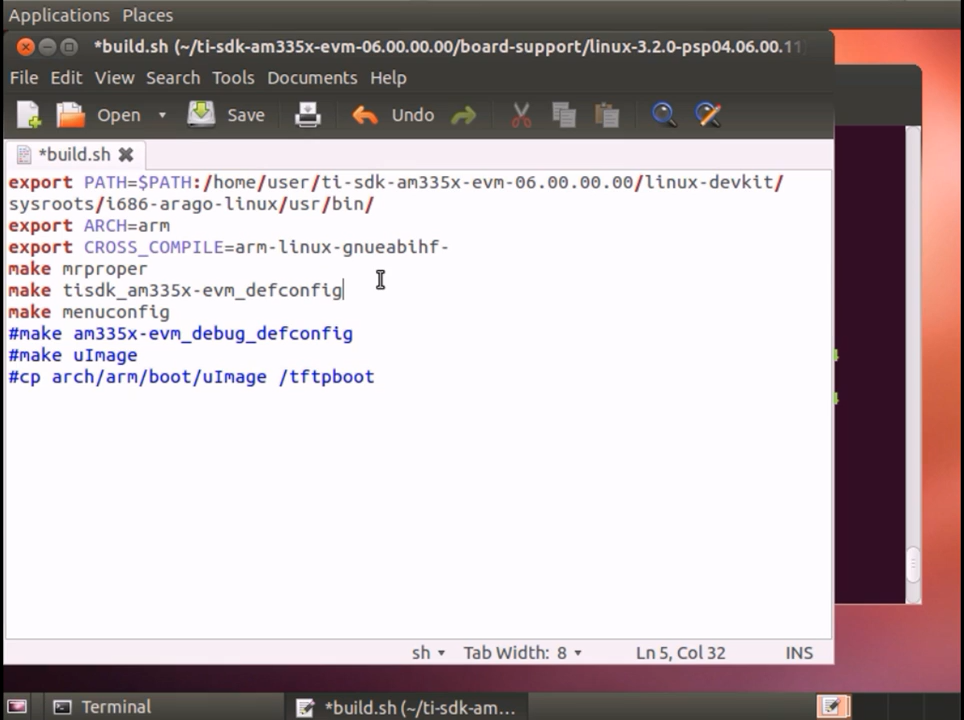 Applications Places
*build.sh (~/ti-sdk-am335x-evm-06.00.00.00/board-support/linux-3.2.0-psp04.06.00.11)
File Edit View Search Tools Documents Help
Open Save Undo
*build.sh
export PATH=$PATH:/home/user/ti-sdk-am335x-evm-06.00.00.00/linux-devkit/
sysroots/i686-arago-linux/usr/bin/
export ARCH=arm
export CROSS_COMPILE=arm-linux-gnueabihf-
make mrproper
make tisdk_am335x-evm_defconfig
make menuconfig
#make am335x-evm_debug_defconfig
#make uImage
#cp arch/arm/boot/uImage /tftpboot
sh Tab Width: 8 Ln 5, Col 32 INS
Terminal *build.sh (~/ti-sdk-am...